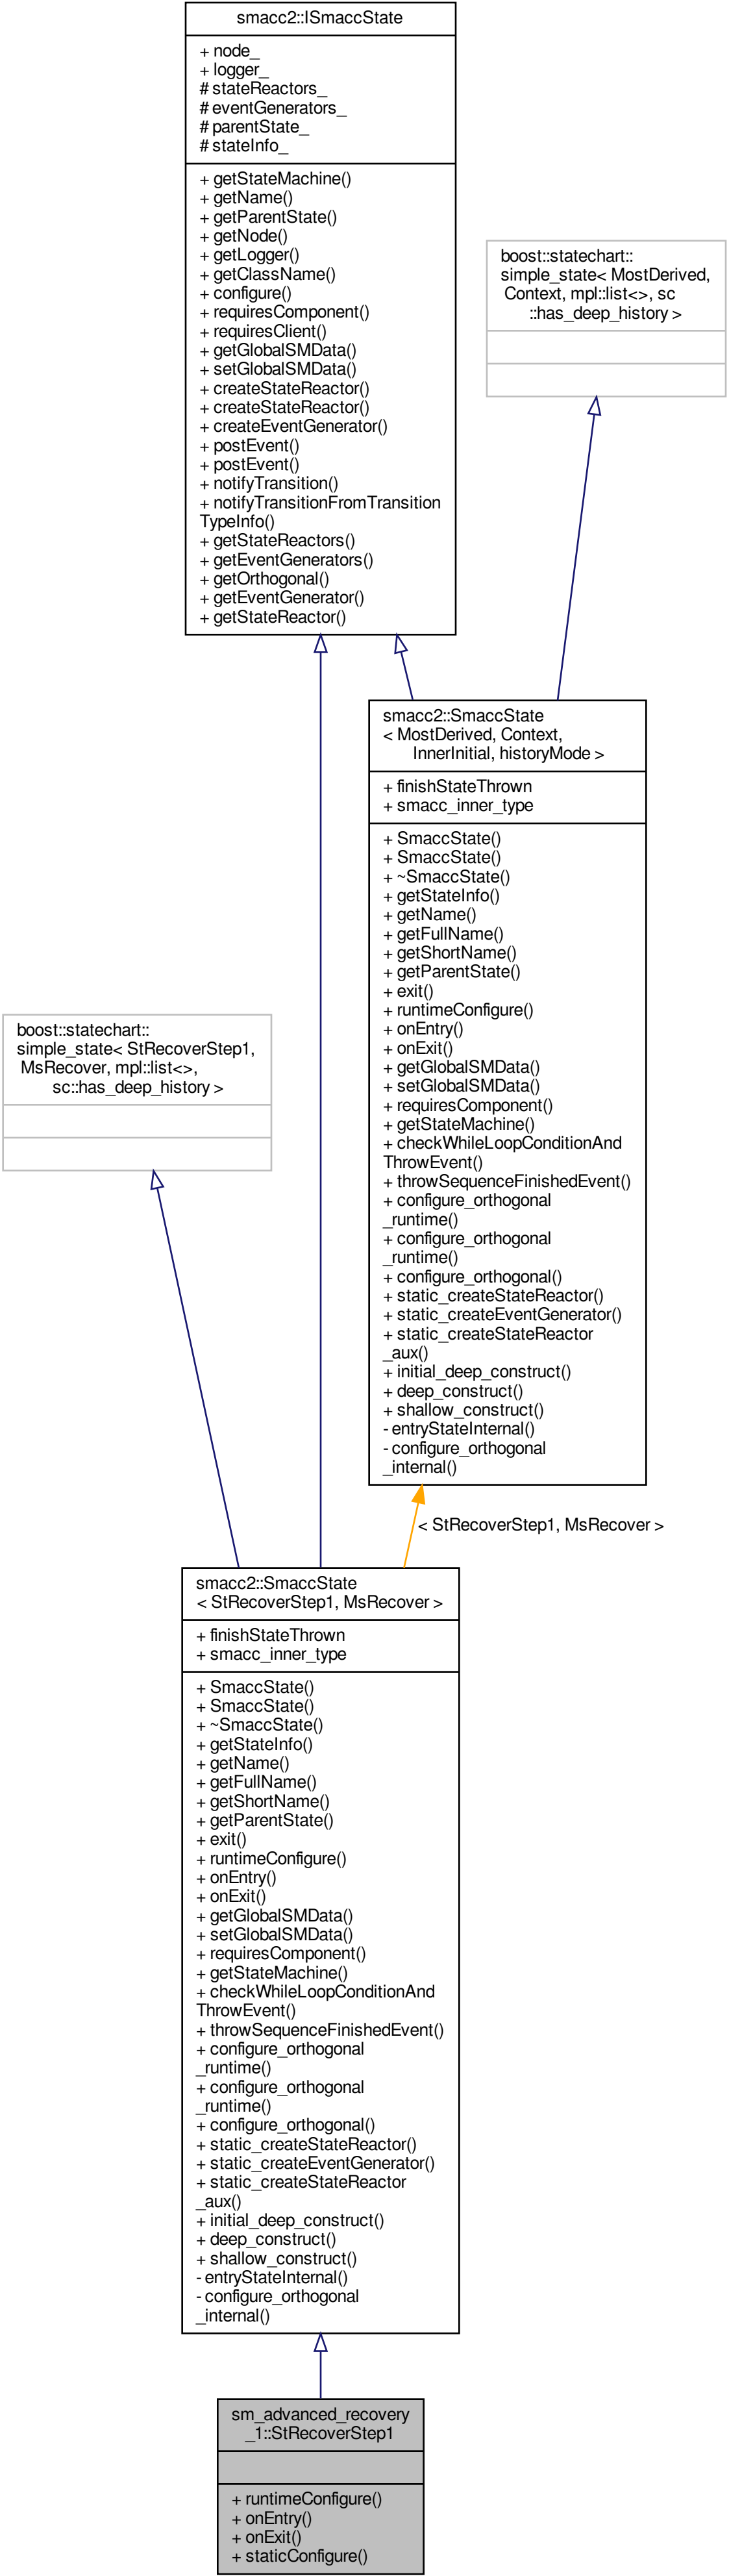 smacc2::ISmaccState
+ node_
+ logger_
# stateReactors_
# eventGenerators_
# parentState_
# stateInfo_
+ getStateMachine()
+ getName()
+ getParentState()
+ getNode()
+ getLogger()
+ getClassName()
+ configure()
+ requiresComponent()
+ requiresClient()
+ getGlobalSMData()
+ setGlobalSMData()
+ createStateReactor()
+ createStateReactor()
+ createEventGenerator()
+ postEvent()
+ postEvent()
+ notifyTransition()
+ notifyTransitionFromTransition
TypeInfo()
+ getStateReactors()
+ getEventGenerators()
+ getOrthogonal()
+ getEventGenerator()
+ getStateReactor()
boost::statechart::
simple_state< MostDerived,
Context, mpl::list<>, sc
::has_deep_history >
smacc2::SmaccState
< MostDerived, Context,
InnerInitial, historyMode >
+ finishStateThrown
+ smacc_inner_type
+ SmaccState()
+ SmaccState()
+ ~SmaccState()
+ getStateInfo()
+ getName()
+ getFullName()
+ getShortName()
+ getParentState()
+ exit()
+ runtimeConfigure()
+ onEntry()
+ onExit()
+ getGlobalSMData()
+ setGlobalSMData()
+ requiresComponent()
+ getStateMachine()
+ checkWhileLoopConditionAnd
ThrowEvent()
+ throwSequenceFinishedEvent()
+ configure_orthogonal
_runtime()
+ configure_orthogonal
_runtime()
+ configure_orthogonal()
+ static_createStateReactor()
+ static_createEventGenerator()
+ static_createStateReactor
_aux()
+ initial_deep_construct()
+ deep_construct()
+ shallow_construct()
- entryStateInternal()
- configure_orthogonal
_internal()
boost::statechart::
simple_state< StRecoverStep1,
MsRecover, mpl::list<>,
sc::has_deep_history >
< StRecoverStep1, MsRecover >
smacc2::SmaccState
< StRecoverStep1, MsRecover >
+ finishStateThrown
+ smacc_inner_type
+ SmaccState()
+ SmaccState()
+ ~SmaccState()
+ getStateInfo()
+ getName()
+ getFullName()
+ getShortName()
+ getParentState()
+ exit()
+ runtimeConfigure()
+ onEntry()
+ onExit()
+ getGlobalSMData()
+ setGlobalSMData()
+ requiresComponent()
+ getStateMachine()
+ checkWhileLoopConditionAnd
ThrowEvent()
+ throwSequenceFinishedEvent()
+ configure_orthogonal
_runtime()
+ configure_orthogonal
_runtime()
+ configure_orthogonal()
+ static_createStateReactor()
+ static_createEventGenerator()
+ static_createStateReactor
_aux()
+ initial_deep_construct()
+ deep_construct()
+ shallow_construct()
- entryStateInternal()
- configure_orthogonal
_internal()
sm_advanced_recovery
_1::StRecoverStep1
+ runtimeConfigure()
+ onEntry()
+ onExit()
+ staticConfigure()